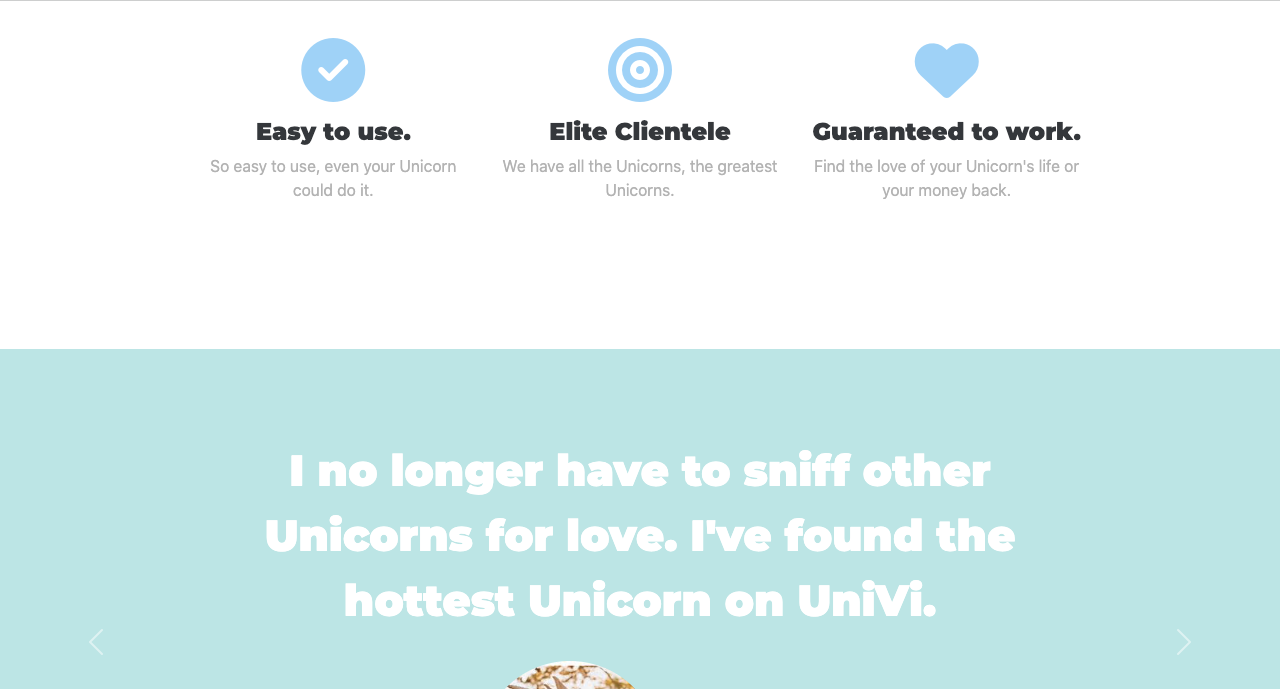 Easy to use.
So easy to use, even your Unicorn
could do it.
Elite Clientele
We have all the Unicorns, the greatest
Unicorns.
Guaranteed to work.
Find the love of your Unicorn's life or
your money back.
I no longer have to sniff other
Unicorns for love. I've found the
hottest Unicorn on UniVi.